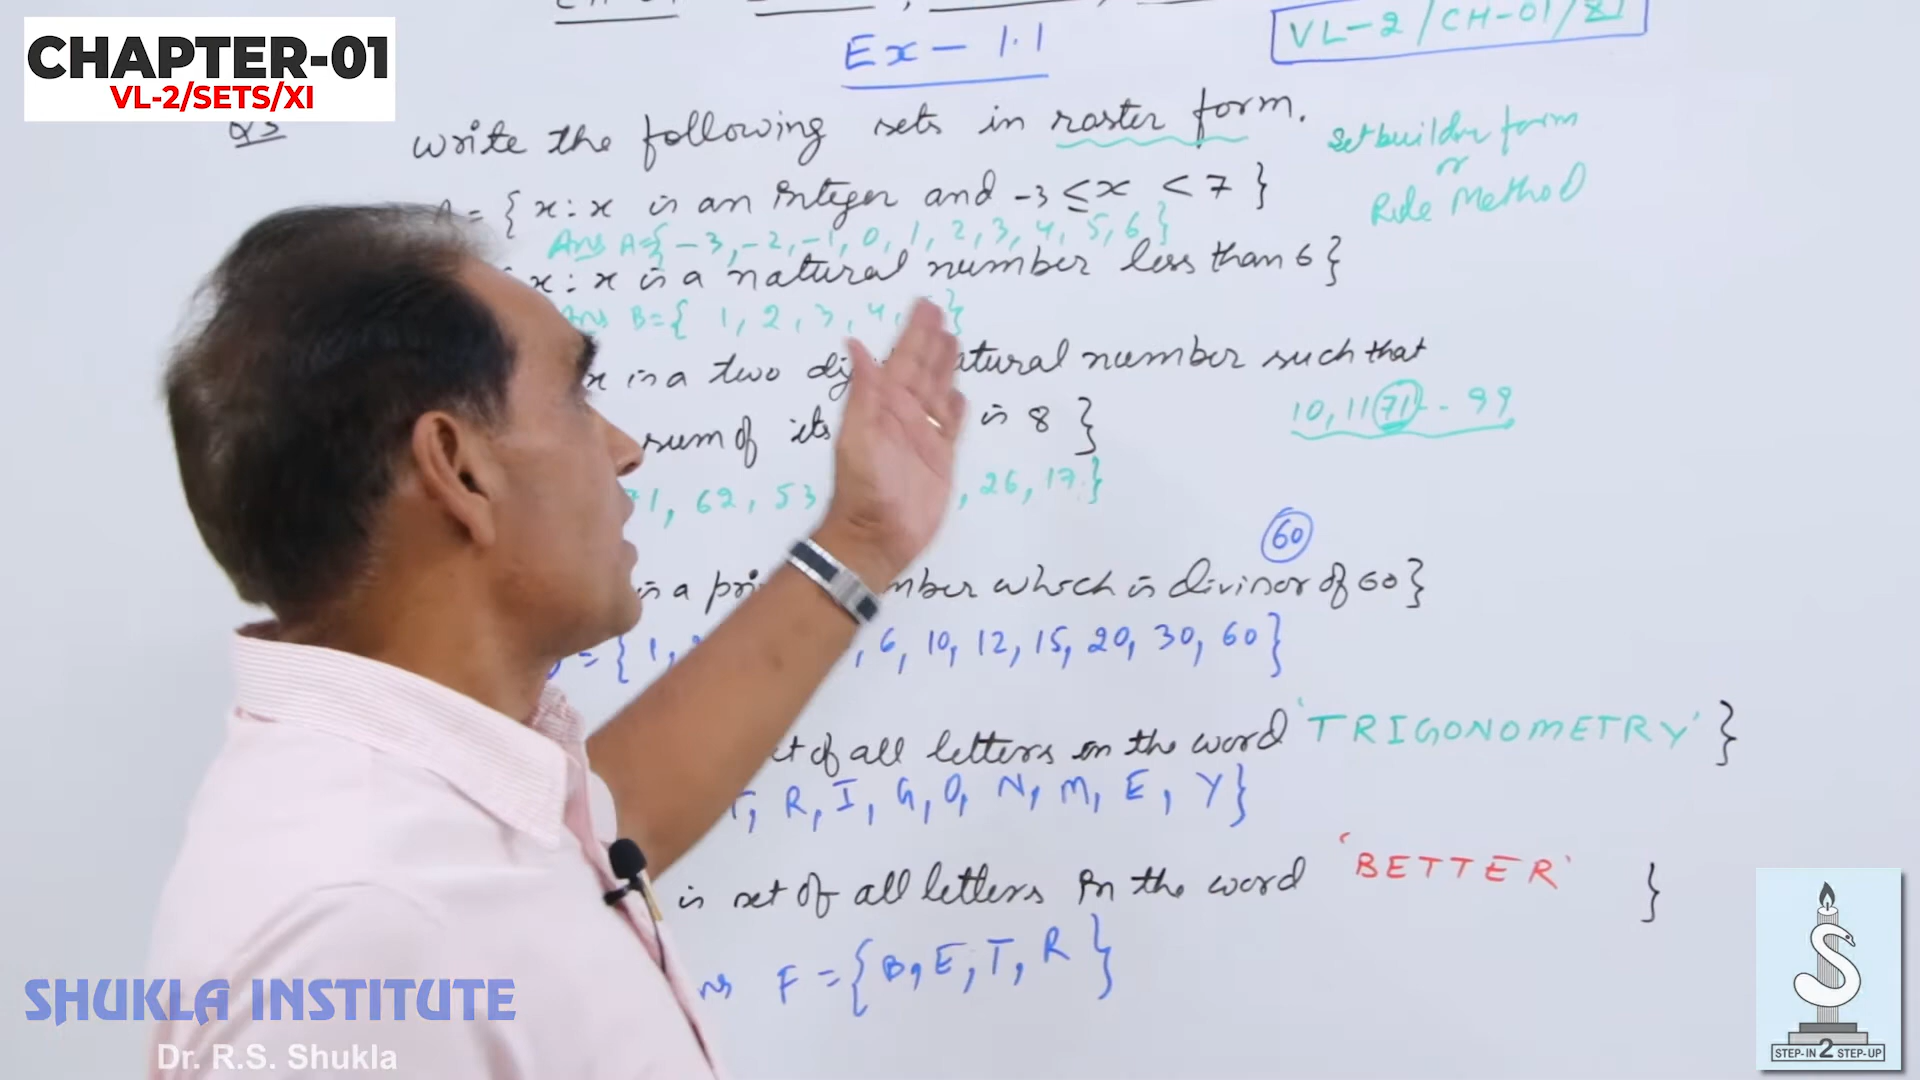 CHAPTER-01
VL-2/SETS/XI
Ex - 1.1
VL-2/CH-01/XI
Q3 Write the following sets in roster form.
Set builder form
or
Rule Method
A = { x : x is an integer and -3 ≤ x < 7 }
Ans A = { -3, -2, -1, 0, 1, 2, 3, 4, 5, 6 }
x : x is a natural number less than 6 }
Ans B = { 1, 2, 3, 4, }
x is a two natural number such that
sum of its is 8 }
10, 11 71 - - 99
71, 62, 53 , 26, 17 }
60
is a which is divisor of 60 }
= { 1, 6, 10, 12, 15, 20, 30, 60 }
set of all letters in the word 'TRIGONOMETRY' }
T, R, I, G, O, N, M, E, Y }
is set of all letters in the word 'BETTER' }
F = { B, E, T, R }
SHUKLA INSTITUTE
Dr. R.S. Shukla
STEP-IN 2 STEP-UP